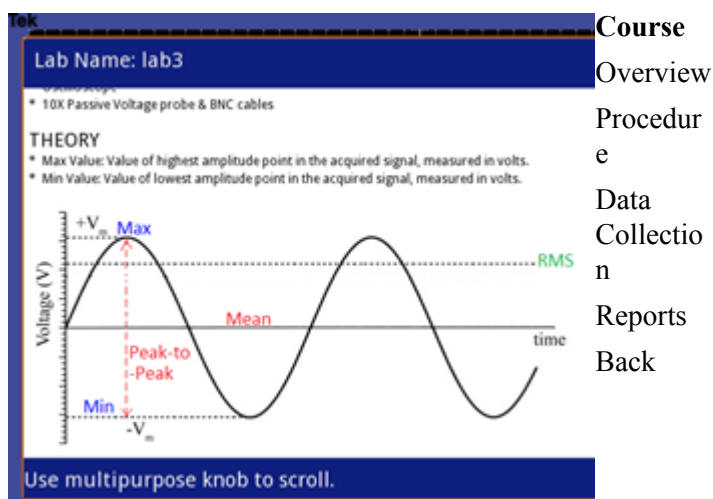 Tek
Lab Name: lab3
Oscilloscope
* 10X Passive Voltage probe & BNC cables
THEORY
* Max Value: Value of highest amplitude point in the acquired signal, measured in volts.
* Min Value: Value of lowest amplitude point in the acquired signal, measured in volts.
+Vm Max
RMS
Voltage (V)
Mean
time
Peak-to
-Peak
Min
-Vm
Use multipurpose knob to scroll.
Course
Overview
Procedur
e
Data
Collectio
n
Reports
Back